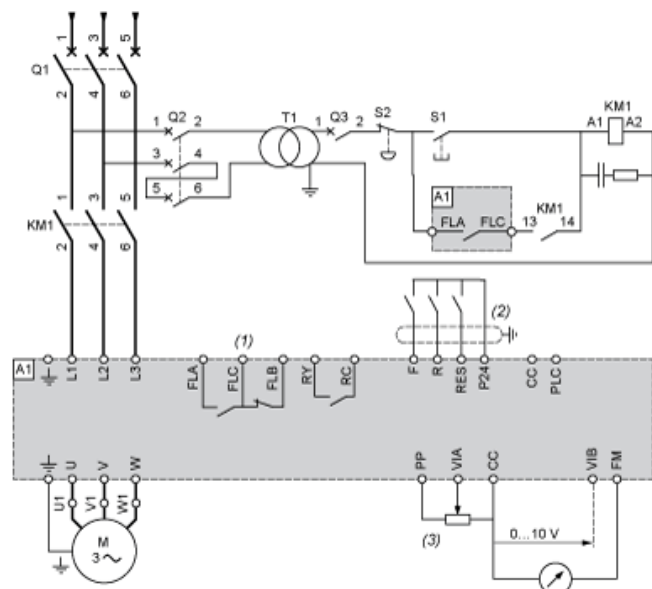 1 3 5
Q1
2 4 6
1 Q2 2
3 4
5 6
T1
1 Q3 2
S2
S1
KM1
A1 A2
A1
FLA FLC
13 KM1 14
1 3 5
KM1
2 4 6
(1)
(2)
A1
L1 L2 L3
FLA FLC FLB RY RC
F R RES P24 CC PLC
U V W
PP VIA CC VIB FM
U1 V1 W1
M
3
(3)
0...10 V